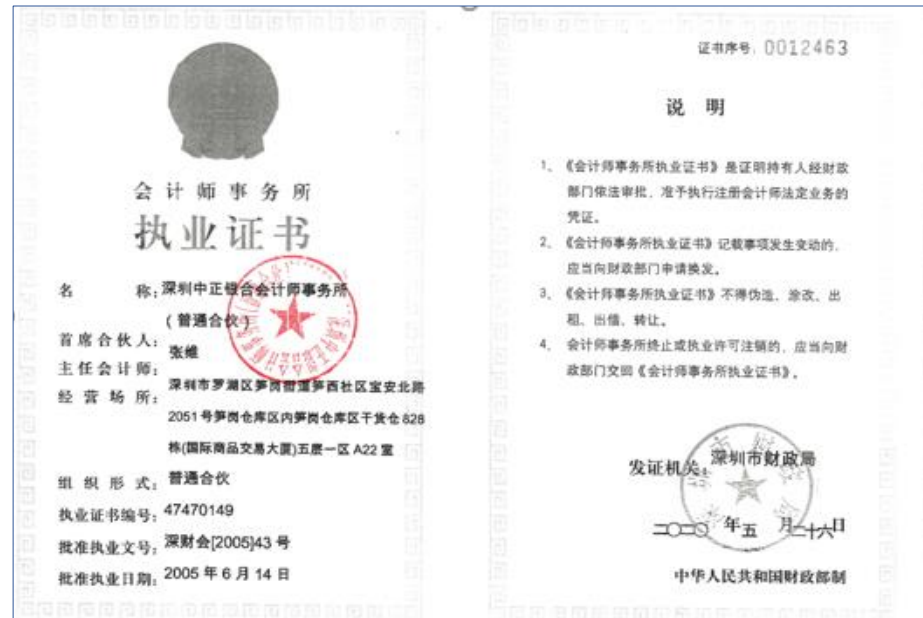 会计师事务所
执业证书
名 称：深圳中正银合会计师事务所
（普通合伙）
首席合伙人：张维
主任会计师：
经营场所：深圳市罗湖区笋岗街道笋西社区宝安北路
2051号笋岗仓库区内笋岗仓库区干货仓828
栋(国际商品交易大厦)五层一区 A22 室
组织形式：普通合伙
执业证书编号：47470149
批准执业文号：深财会[2005]43 号
批准执业日期：2005 年 6 月 14 日
证书序号：0012463
说 明
1、《会计师事务所执业证书》是证明持有人经财政
部门依法审批，准予执行注册会计师法定业务的
凭证。
2、《会计师事务所执业证书》记载事项发生变动的，
应当向财政部门申请换发。
3、《会计师事务所执业证书》不得伪造、涂改、出
租、出借、转让。
4、会计师事务所终止或执业许可注销的，应当向财
政部门交回《会计师事务所执业证书》。
发证机关：深圳市财政局
二〇二〇 年五 月二十六日
中华人民共和国财政部制